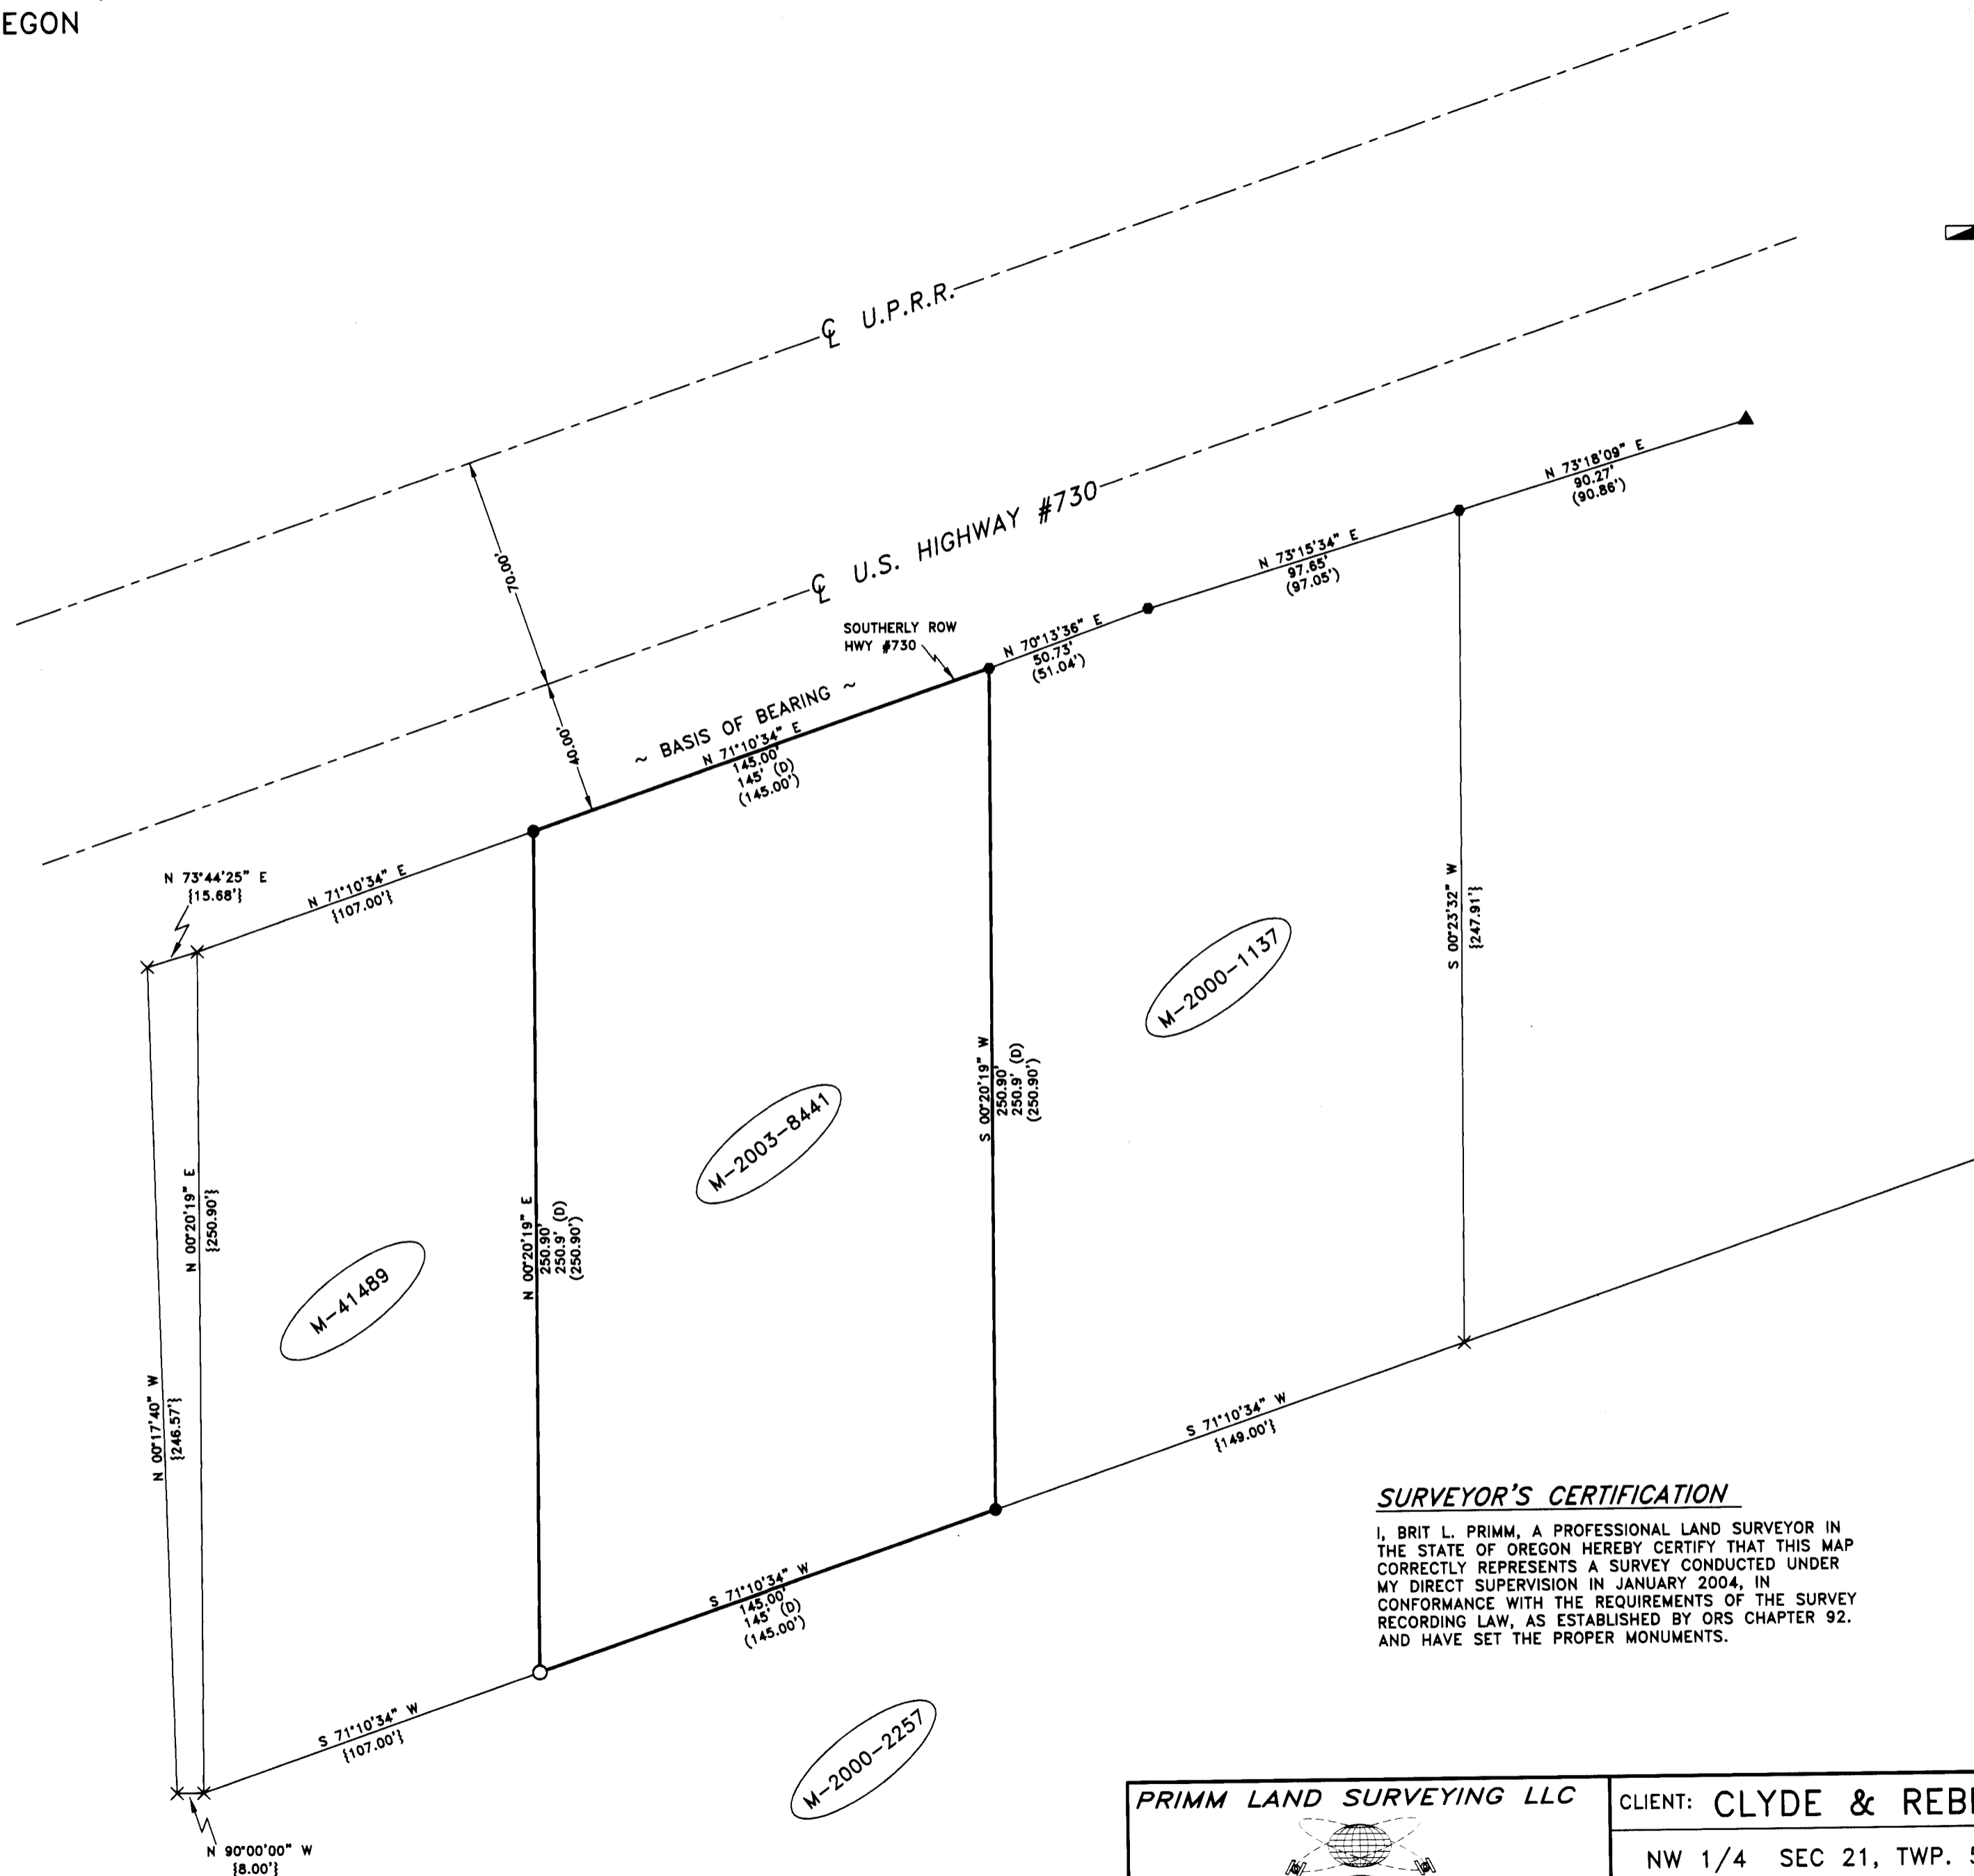 EGON
℄ U.P.R.R.
N 73°18'09" E
90.27'
(90.86')
70.00'
℄ U.S. HIGHWAY #730
N 73°15'34" E
97.65'
(97.05')
SOUTHERLY ROW
HWY #730
N 70°13'36" E
50.73'
(51.04')
40.00'
~ BASIS OF BEARING ~
N 71°10'34" E
145.00'
145' (D)
(145.00')
N 73°44'25" E
{15.68'}
N 71°10'34" E
{107.00'}
S 00°23'32" W
{247.91'}
M-2000-1137
S 00°20'19" W
250.90'
250.9' (D)
(250.90')
M-2003-8441
N 00°20'19" E
{250.90'}
N 00°20'19" E
250.90'
250.9' (D)
(250.90')
M-41489
N 00°17'40" W
{246.57'}
S 71°10'34" W
{149.00'}
SURVEYOR'S CERTIFICATION
I, BRIT L. PRIMM, A PROFESSIONAL LAND SURVEYOR IN
THE STATE OF OREGON HEREBY CERTIFY THAT THIS MAP
CORRECTLY REPRESENTS A SURVEY CONDUCTED UNDER
MY DIRECT SUPERVISION IN JANUARY 2004, IN
CONFORMANCE WITH THE REQUIREMENTS OF THE SURVEY
RECORDING LAW, AS ESTABLISHED BY ORS CHAPTER 92.
AND HAVE SET THE PROPER MONUMENTS.
S 71°10'34" W
145.00'
145' (D)
(145.00')
S 71°10'34" W
{107.00'}
M-2000-2257
N 90°00'00" W
{8.00'}
PRIMM LAND SURVEYING LLC
CLIENT: CLYDE & REBE
NW 1/4 SEC 21, TWP. 5